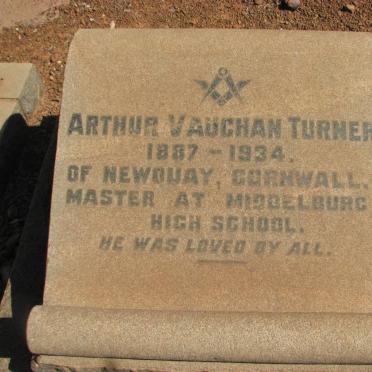 ARTHUR VAUGHAN TURNER
1887 - 1934.
OF NEWQUAY, CORNWALL.
MASTER AT MIDDELBURG
HIGH SCHOOL.
HE WAS LOVED BY ALL.